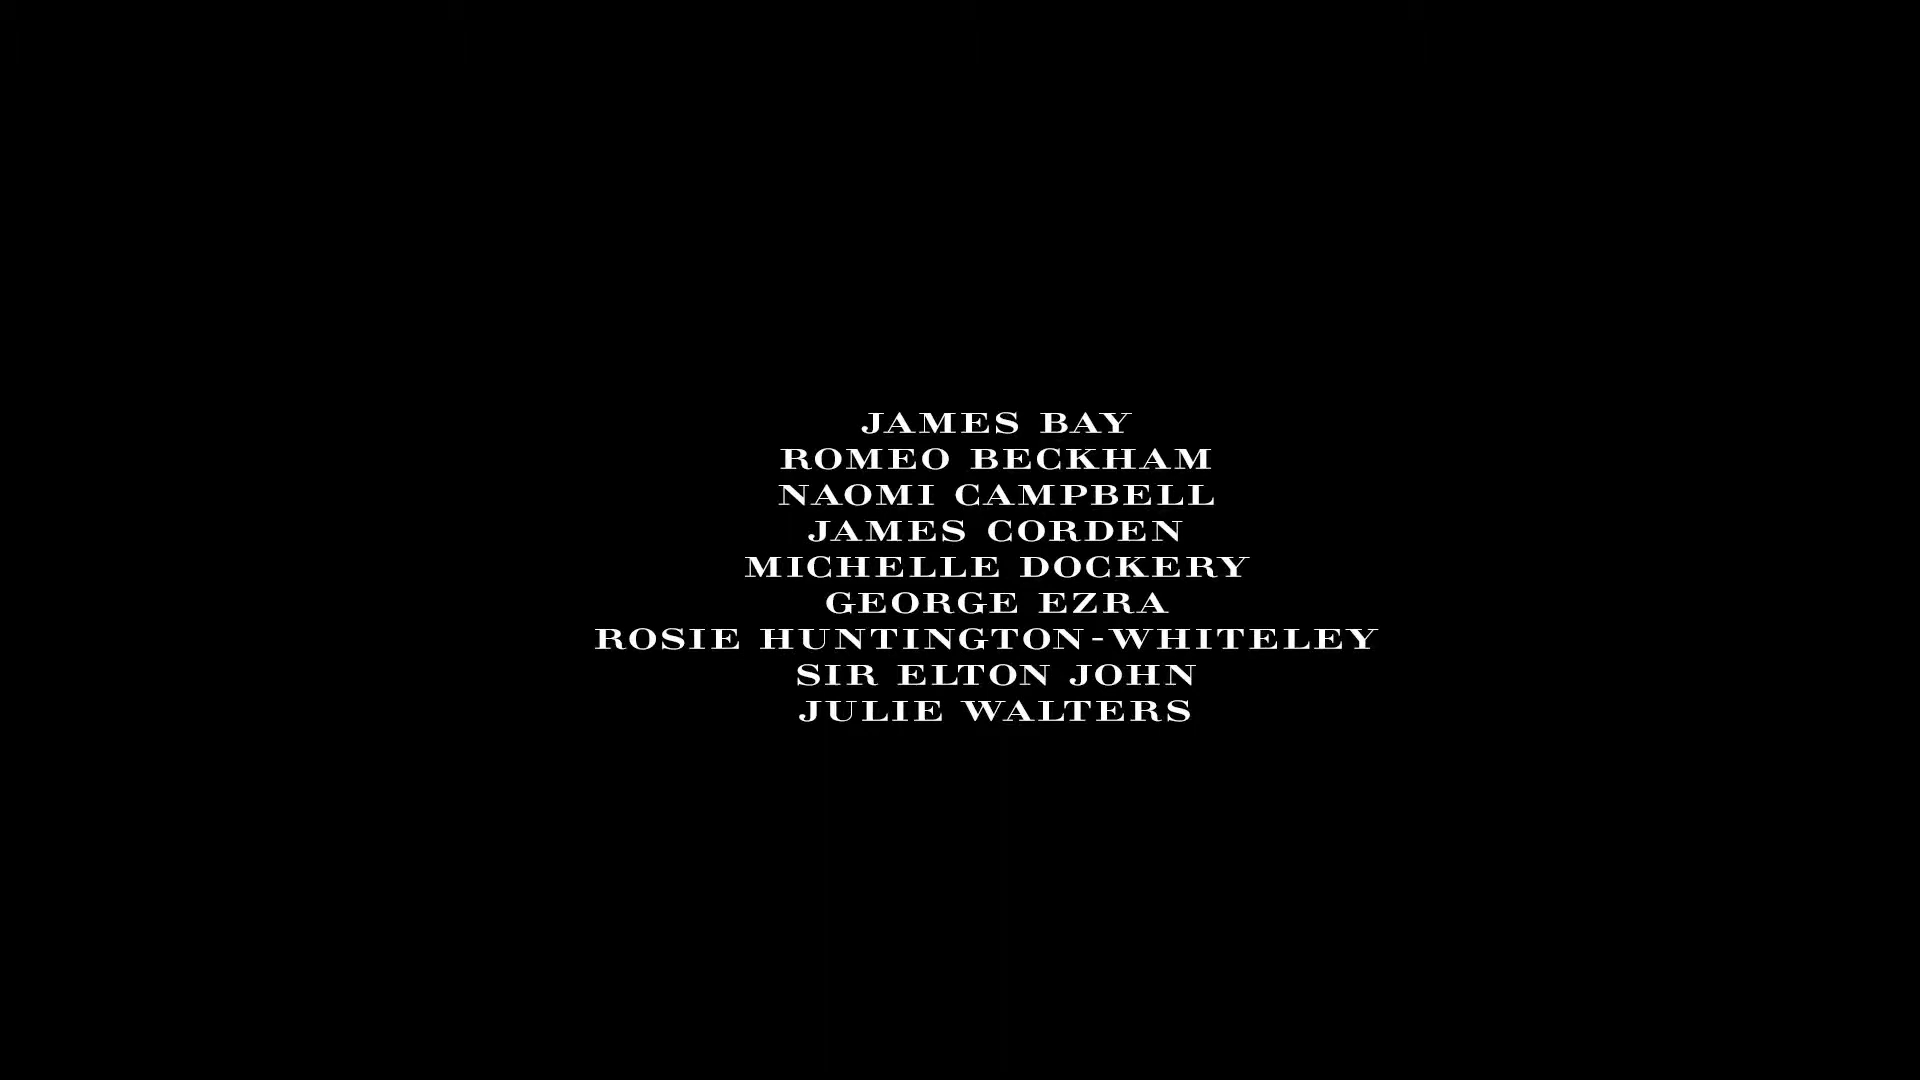 JAMES BAY
ROMEO BECKHAM
NAOMI CAMPBELL
JAMES CORDEN
MICHELLE DOCKERY
GEORGE EZRA
ROSIE HUNTINGTON-WHITELEY
SIR ELTON JOHN
JULIE WALTERS